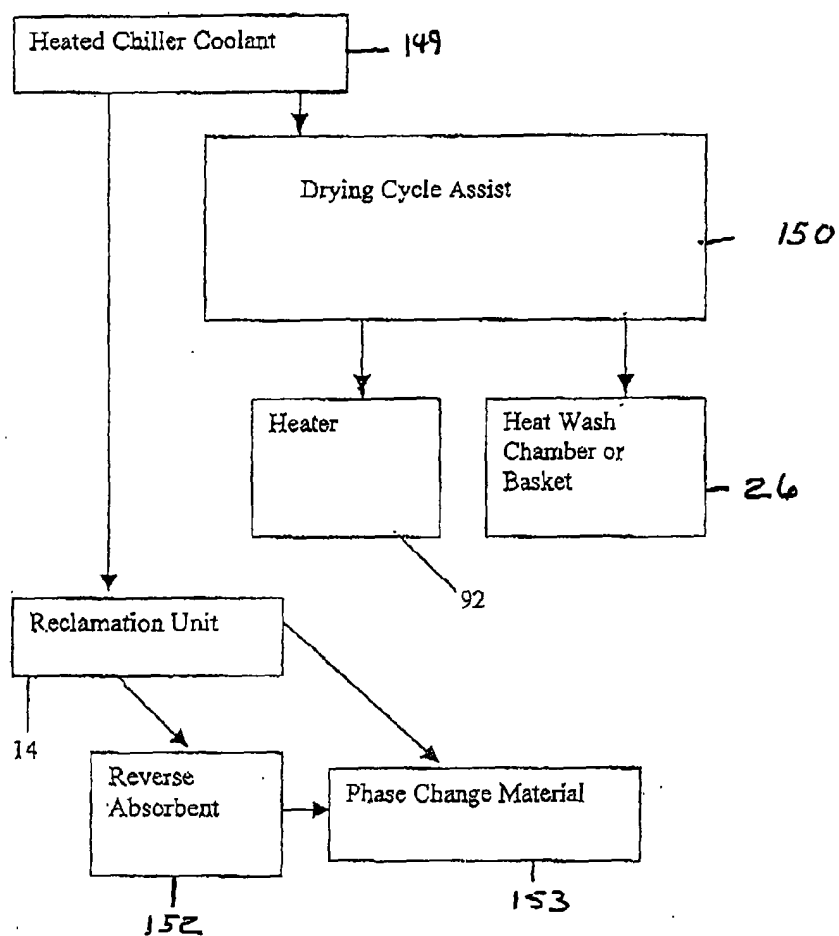 Heated Chiller Coolant
149
Drying Cycle Assist
150
Heater
Heat Wash
Chamber or
Basket
26
92
Reclamation Unit
14
Reverse
Absorbent
Phase Change Material
152
153